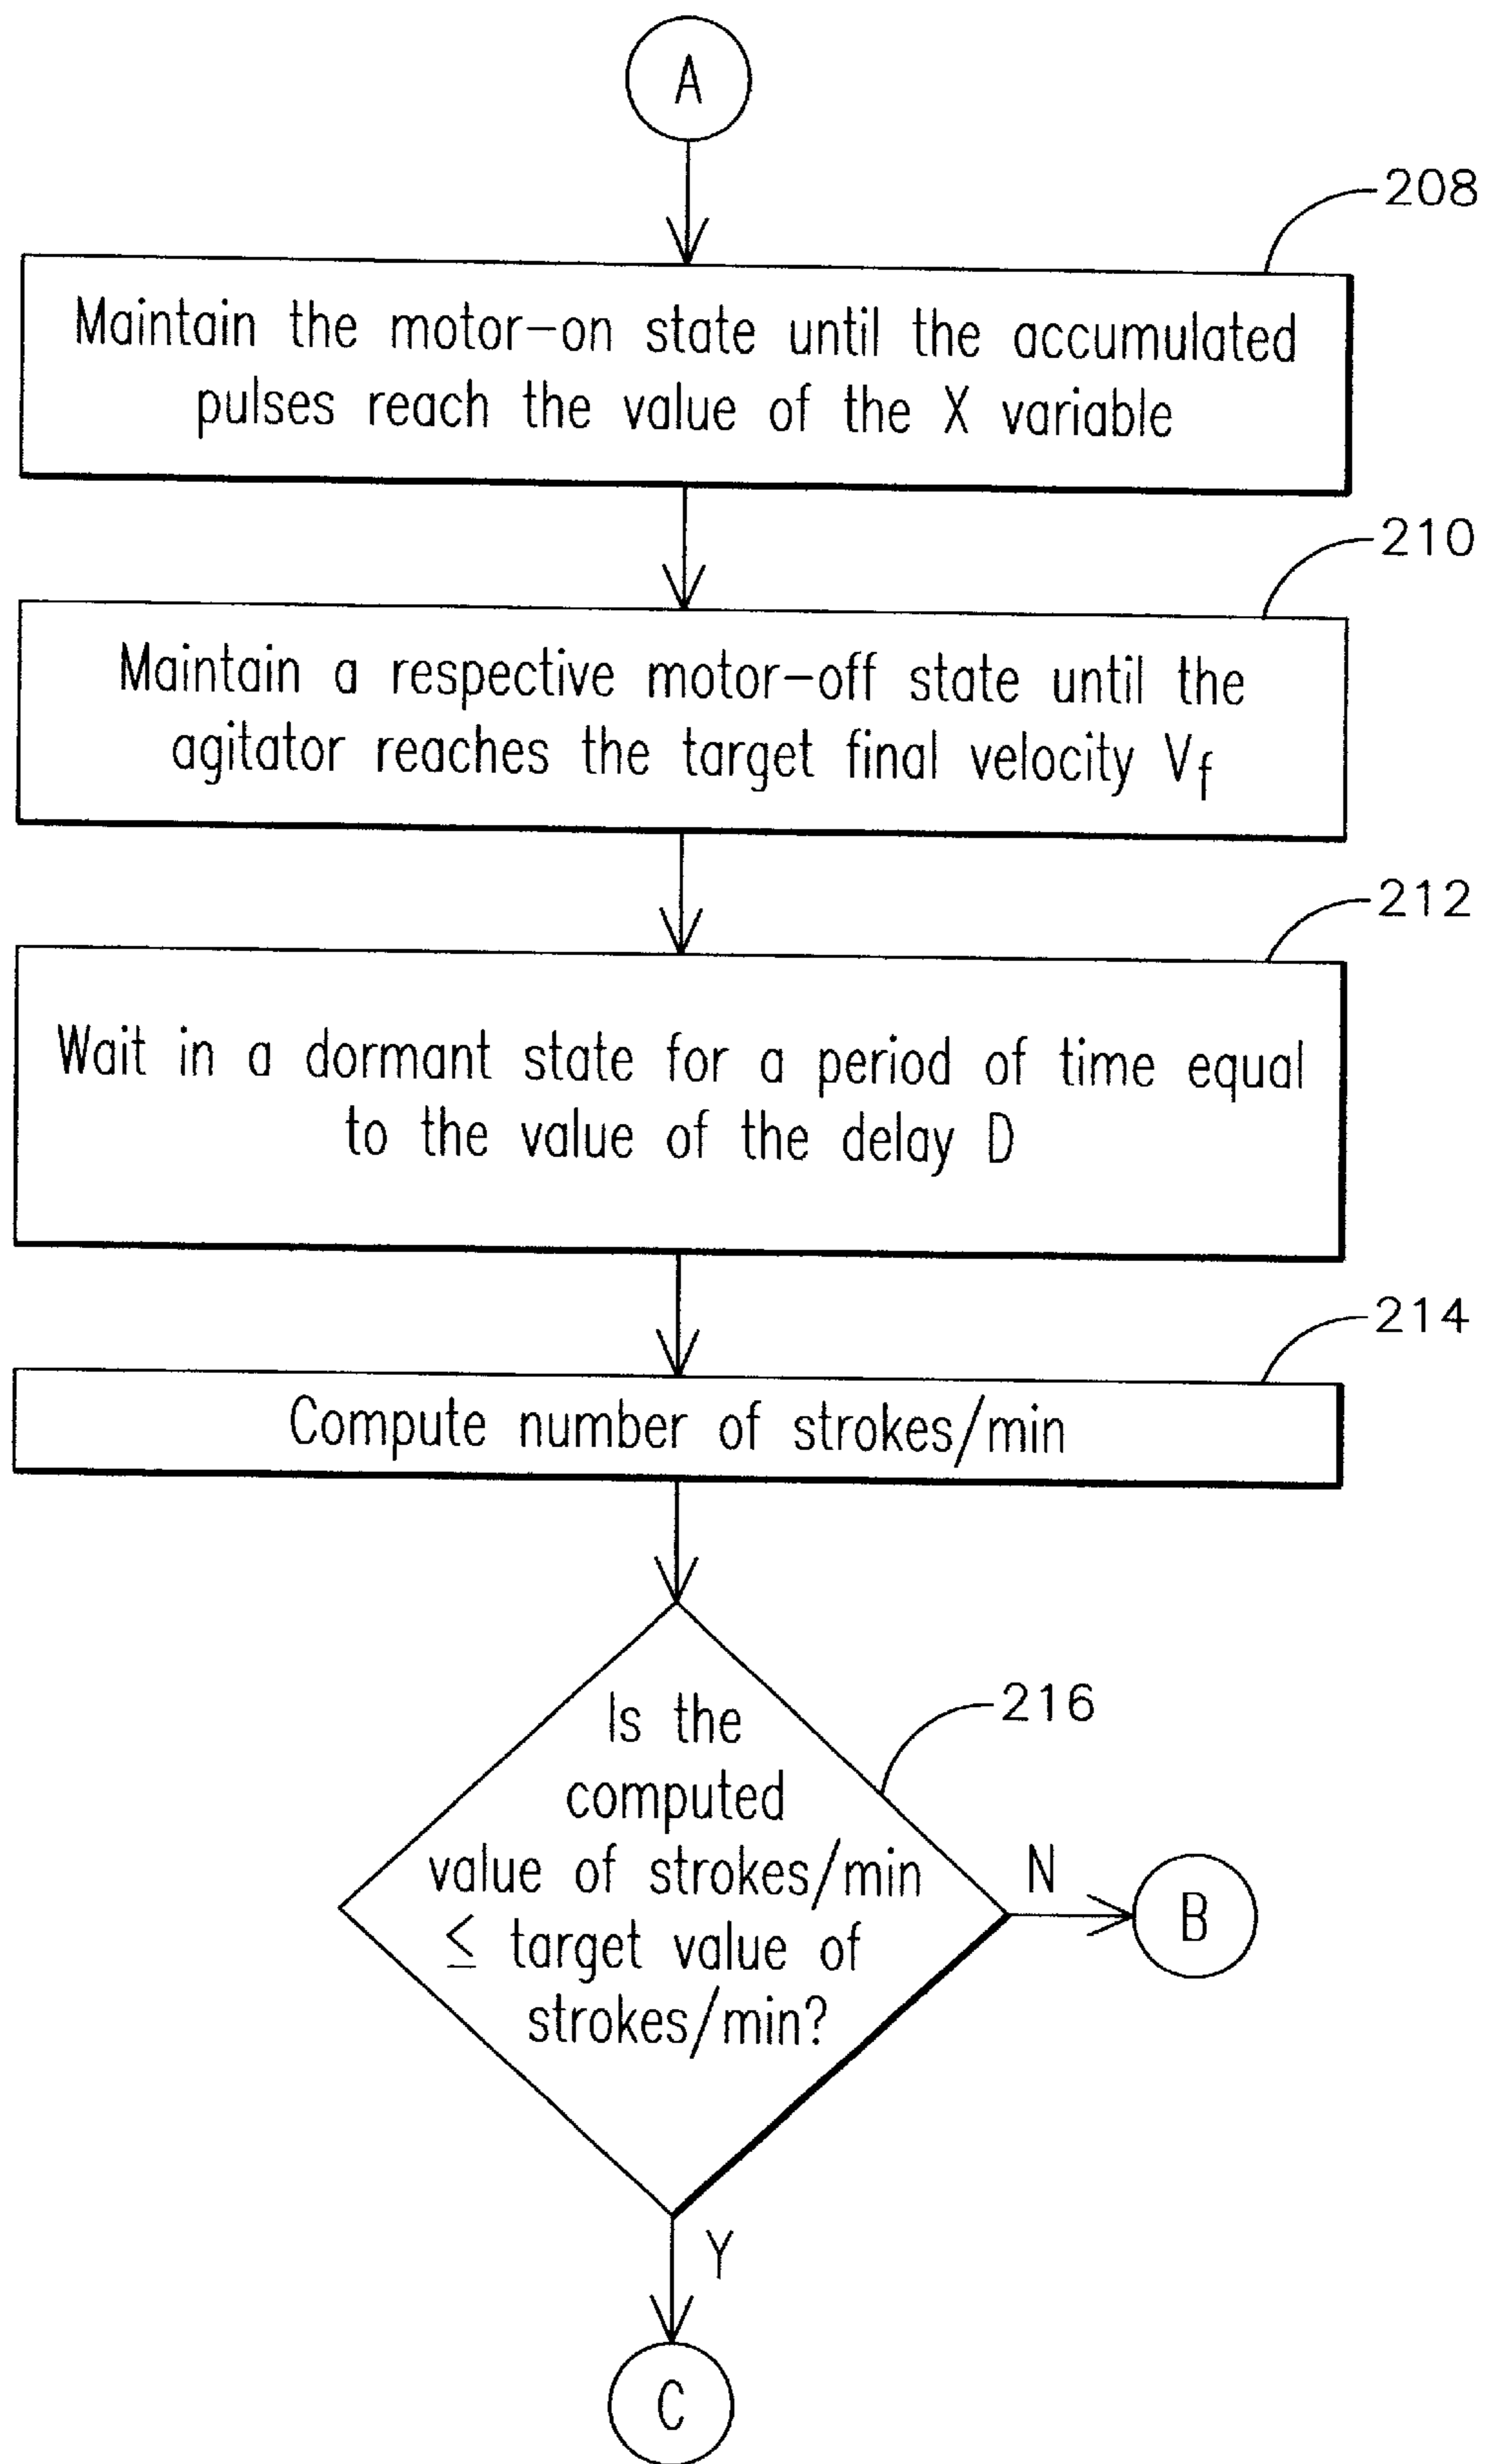 A
208
Maintain the motor-on state until the accumulated
pulses reach the value of the X variable
210
Maintain a respective motor-off state until the
agitator reaches the target final velocity Vf
212
Wait in a dormant state for a period of time equal
to the value of the delay D
214
Compute number of strokes/min
216
Is the
computed
value of strokes/min
≤ target value of
strokes/min?
N
B
Y
C